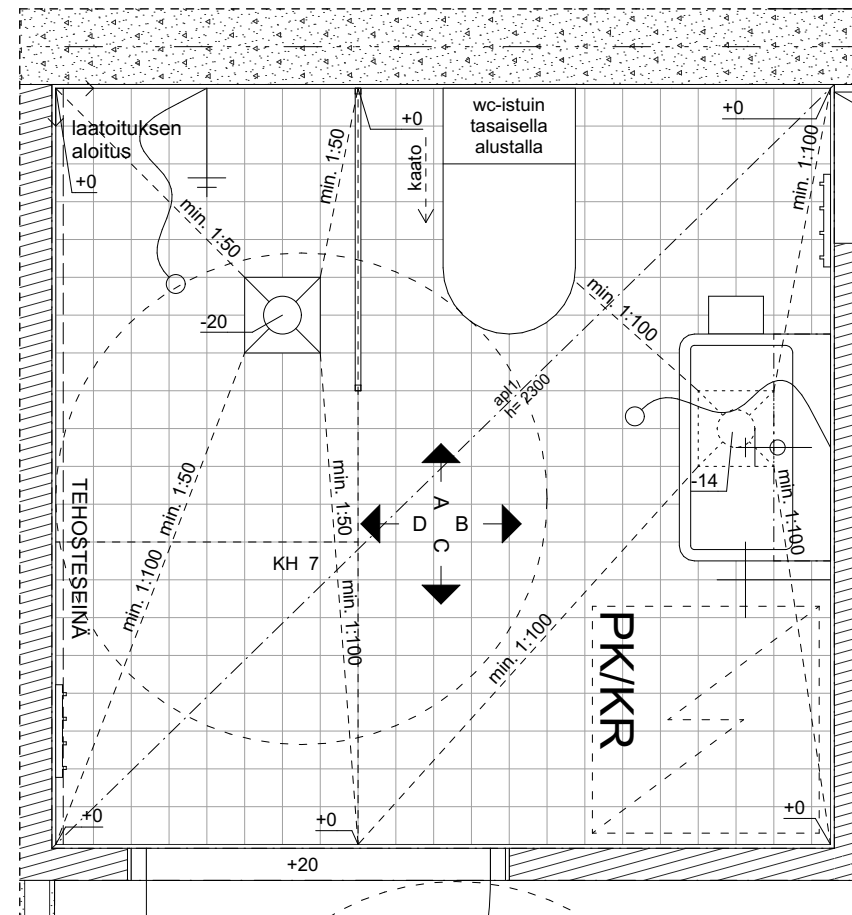 laatoituksen
aloitus
+0
min. 1:50
min. 1:50
+0
kaato
wc-istuin
tasaisella
alustalla
+0
min. 1:100
-20
min. 1:100
apl1
h= 2300
-14
min. 1:50
min. 1:50
min. 1:100
TEHOSTESEINÄ
A
D
B
C
KH 7
min. 1:100
min. 1:100
min. 1:100
PK/KR
+0
+0
+0
+20